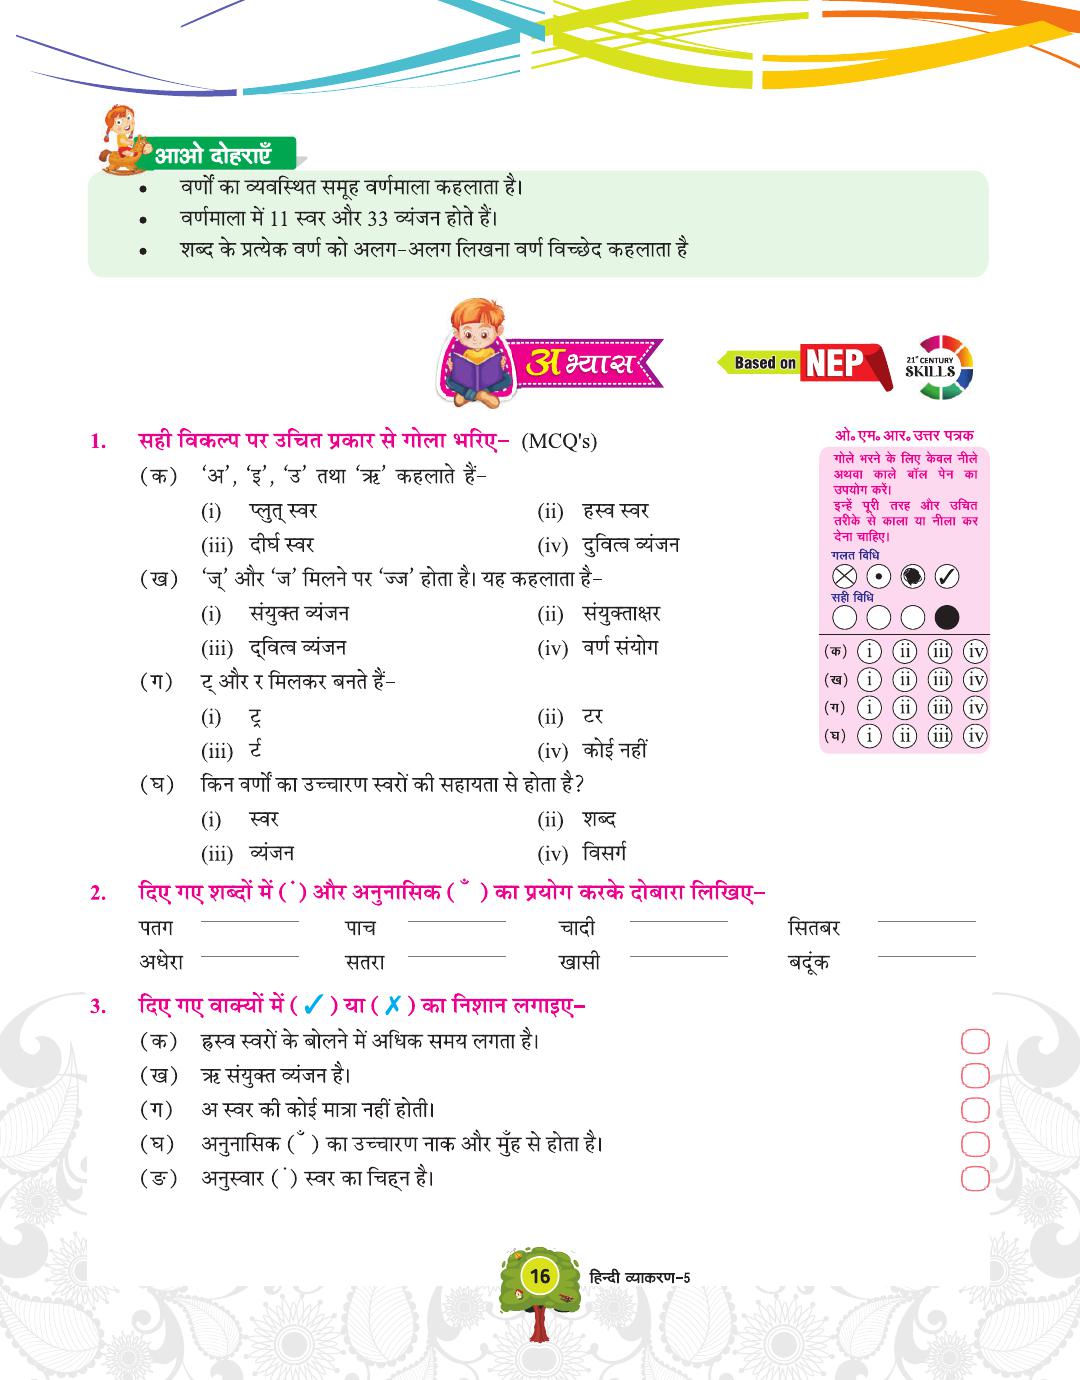 आओ दोहराएँ
• वर्णों का व्यवस्थित समूह वर्णमाला कहलाता है।
• वर्णमाला में 11 स्वर और 33 व्यंजन होते हैं।
• शब्द के प्रत्येक वर्ण को अलग-अलग लिखना वर्ण विच्छेद कहलाता है
अभ्यास
Based on NEP
21st CENTURY
SKILLS
1. सही विकल्प पर उचित प्रकार से गोला भरिए– (MCQ's)
(क) ‘अ’, ‘इ’, ‘उ’ तथा ‘ऋ’ कहलाते हैं–
(i) प्लुत् स्वर (ii) हस्व स्वर
(iii) दीर्घ स्वर (iv) दुवित्व व्यंजन
(ख) ‘ज्’ और ‘ज’ मिलने पर ‘ज्ज’ होता है। यह कहलाता है–
(i) संयुक्त व्यंजन (ii) संयुक्ताक्षर
(iii) द्वित्व व्यंजन (iv) वर्ण संयोग
(ग) ट् और र मिलकर बनते हैं–
(i) ट्र (ii) टर
(iii) र्ट (iv) कोई नहीं
(घ) किन वर्णों का उच्चारण स्वरों की सहायता से होता है?
(i) स्वर (ii) शब्द
(iii) व्यंजन (iv) विसर्ग
ओ॰ एम॰ आर॰ उत्तर पत्रक
गोले भरने के लिए केवल नीले
अथवा काले बॉल पेन का
उपयोग करें।
इन्हें पूरी तरह और उचित
तरीके से काला या नीला कर
देना चाहिए।
गलत विधि
सही विधि
(क) i ii iii iv
(ख) i ii iii iv
(ग) i ii iii iv
(घ) i ii iii iv
2. दिए गए शब्दों में ( ं ) और अनुनासिक ( ँ ) का प्रयोग करके दोबारा लिखिए–
पतग पाच चादी सितबर
अधेरा सतरा खासी बदूंक
3. दिए गए वाक्यों में ( ✓ ) या ( ✗ ) का निशान लगाइए–
(क) ह्रस्व स्वरों के बोलने में अधिक समय लगता है।
(ख) ऋ संयुक्त व्यंजन है।
(ग) अ स्वर की कोई मात्रा नहीं होती।
(घ) अनुनासिक ( ँ ) का उच्चारण नाक और मुँह से होता है।
(ङ) अनुस्वार ( ं ) स्वर का चिह्न है।
16 हिन्दी व्याकरण-5